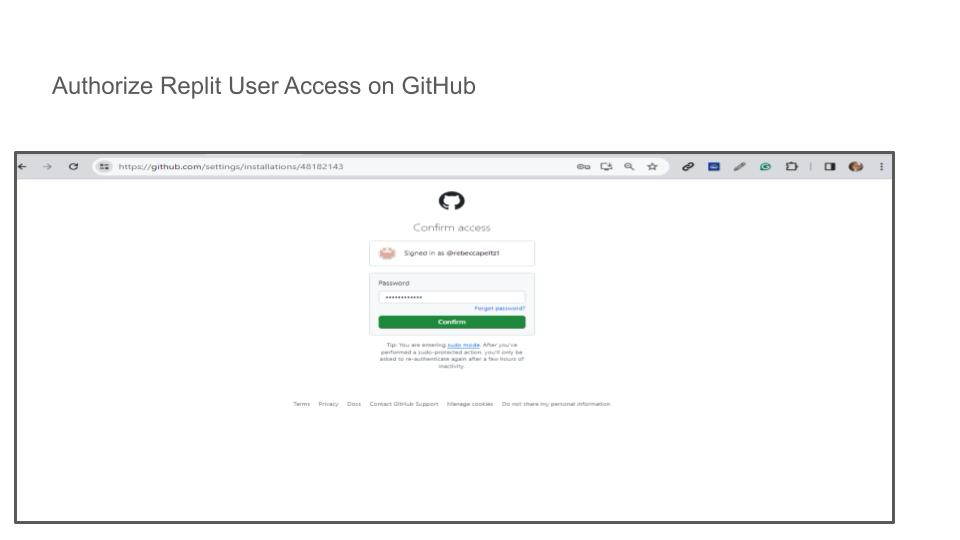 Authorize Replit User Access on GitHub
https://github.com/settings/installations/48182143
Confirm access
Signed in as @rebeccapeltz1
Password
••••••••••••
Forgot password?
Confirm
Tip: You are entering sudo mode. After you've
performed a sudo-protected action, you'll only be
asked to re-authenticate again after a few hours of
inactivity.
Terms Privacy Docs Contact GitHub Support Manage cookies Do not share my personal information